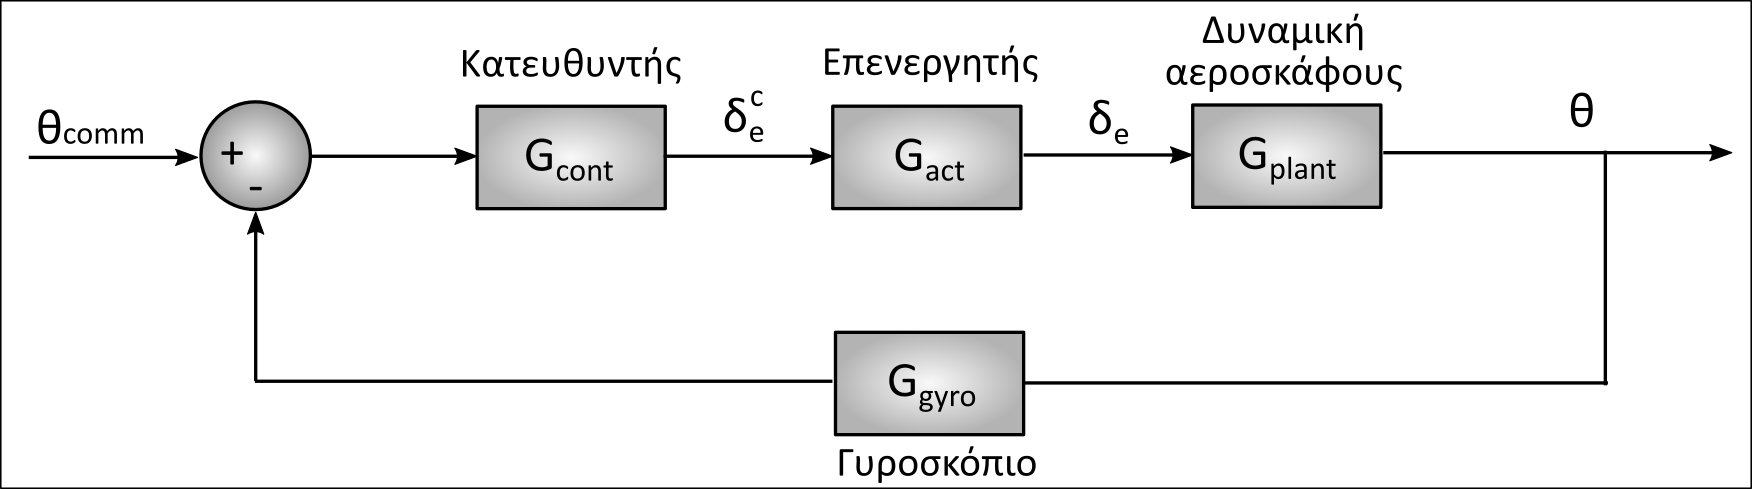 Δυναμική
αεροσκάφους
Κατευθυντής
Επενεργητής
θcomm
δec
δe
θ
+
-
Gcont
Gact
Gplant
Ggyro
Γυροσκόπιο